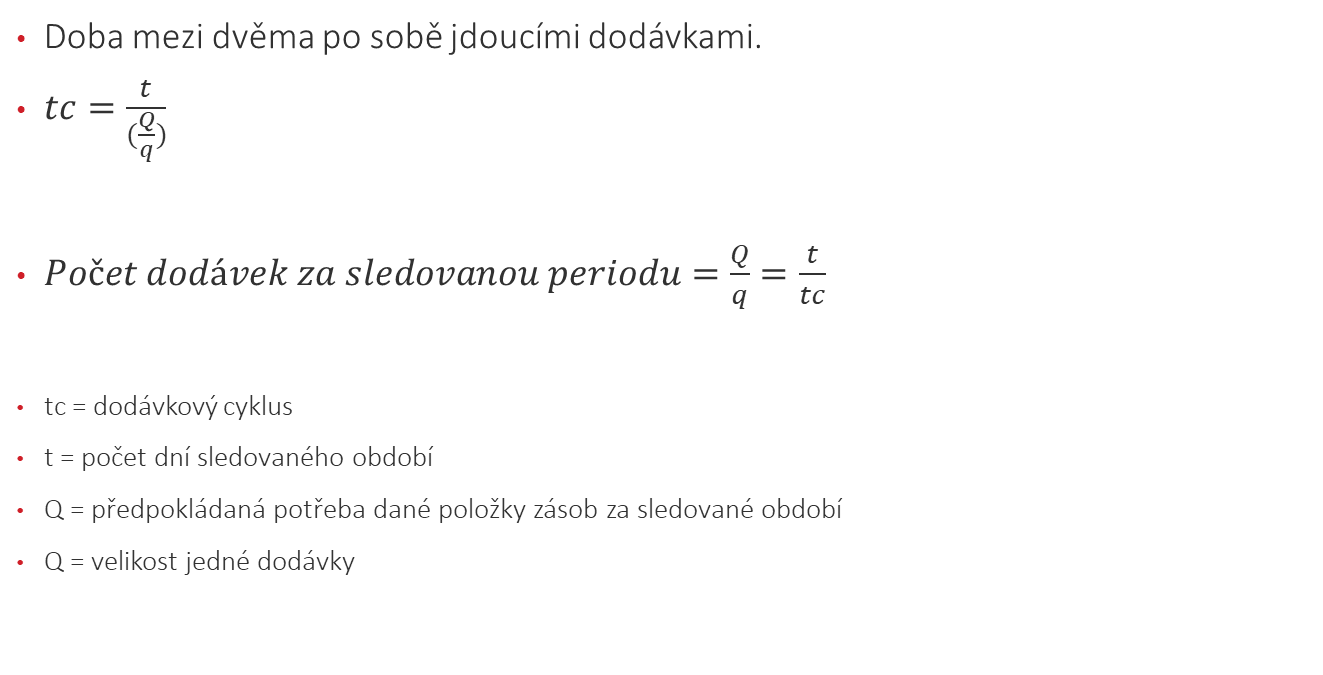 • Doba mezi dvěma po sobě jdoucími dodávkami.
• tc = t / (Q/q)
• Počet dodávek za sledovanou periodu = Q/q = t/tc
• tc = dodávkový cyklus
• t = počet dní sledovaného období
• Q = předpokládaná potřeba dané položky zásob za sledované období
• Q = velikost jedné dodávky